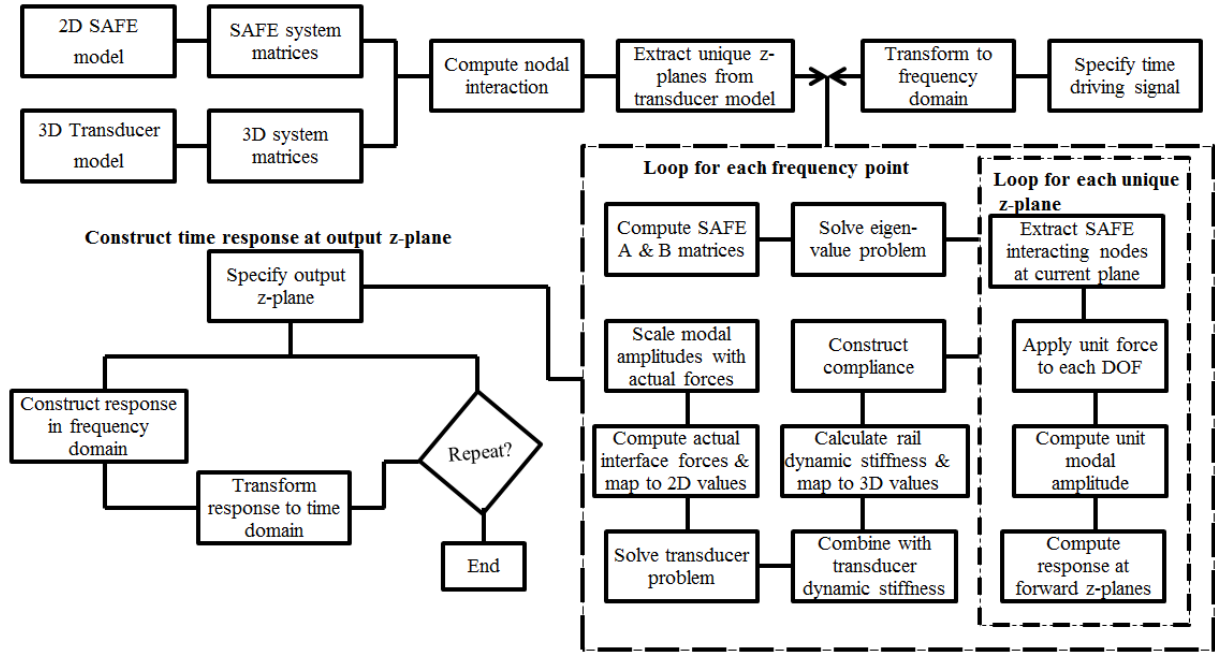 2D SAFE
model
SAFE system
matrices
3D Transducer
model
3D system
matrices
Compute nodal
interaction
Extract unique z-
planes from
transducer model
Transform to
frequency
domain
Specify time
driving signal
Loop for each frequency point
Compute SAFE
A & B matrices
Solve eigen-
value problem
Loop for each unique
z-plane
Extract SAFE
interacting nodes
at current plane
Apply unit force
to each DOF
Compute unit
modal
amplitude
Compute
response at
forward z-planes
Construct
compliance
Calculate rail
dynamic stiffness &
map to 3D values
Combine with
transducer
dynamic stiffness
Solve transducer
problem
Compute actual
interface forces &
map to 2D values
Scale modal
amplitudes with
actual forces
Construct time response at output z-plane
Specify output
z-plane
Construct response
in frequency
domain
Transform
response to time
domain
Repeat?
End